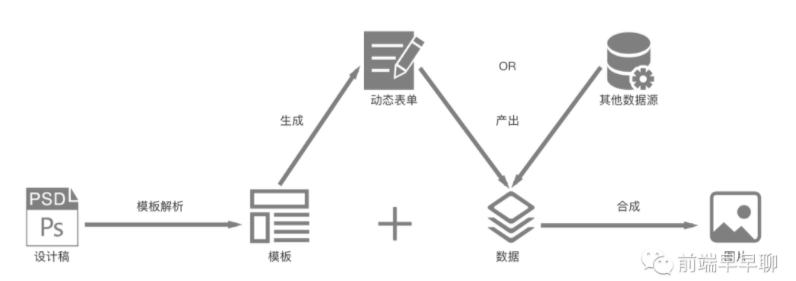 OR
动态表单
其他数据源
生成
产出
PSD
模板解析
合成
Ps
设计稿
模板
数据
图片
前端早早聊